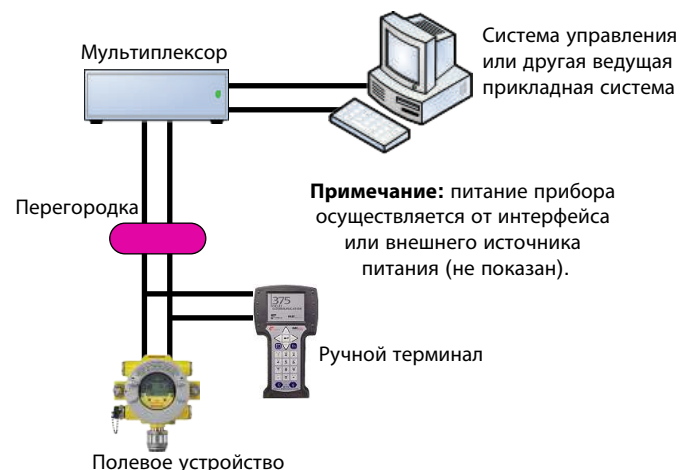 Мультиплексор
Система управления
или другая ведущая
прикладная система
Примечание: питание прибора
осуществляется от интерфейса
или внешнего источника
питания (не показан).
Перегородка
375
Ручной терминал
Полевое устройство